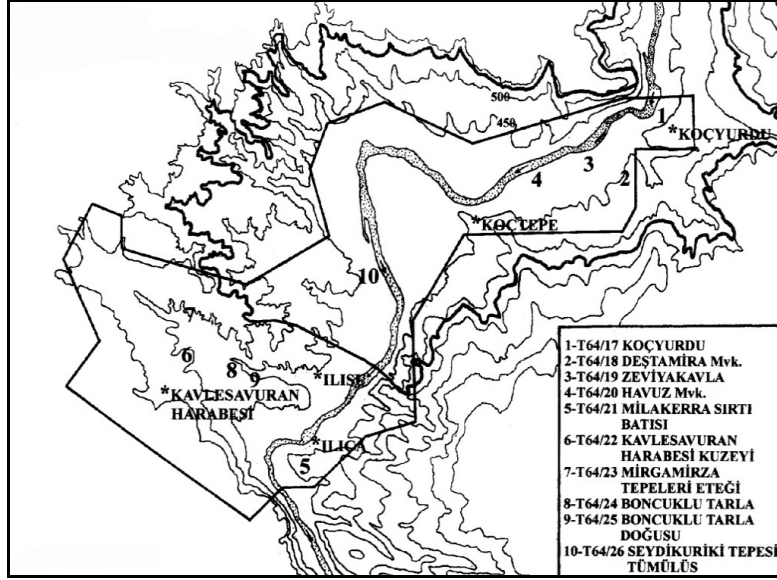 500
450
1
*KOÇYURDU
3
4
2
*KOÇTEPE
10
7
6
8
9
*ILISE
*KAVLESAVURAN
HARABESİ
*ILICA
5
1-T64/17 KOÇYURDU
2-T64/18 DEŞTAMİRA Mvk.
3-T64/19 ZEVİYAKAVLA
4-T64/20 HAVUZ Mvk.
5-T64/21 MİLAKERRA SIRTI
BATISI
6-T64/22 KAVLESAVURAN
HARABESİ KUZEYİ
7-T64/23 MİRGAMİRZA
TEPELERİ ETEĞİ
8-T64/24 BONCUKLU TARLA
9-T64/25 BONCUKLU TARLA
DOĞUSU
10-T64/26 SEYDİKURİKİ TEPESİ
TÜMÜLÜS